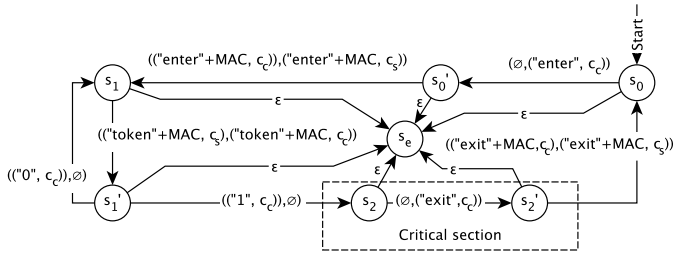 Start
(("enter"+MAC, c_c)),("enter"+MAC, c_s))
(∅,("enter", c_c))
s_1
s_0'
s_0
ε
ε
ε
(("token"+MAC, c_s),("token"+MAC, c_c))
s_e
(("exit"+MAC,c_c),("exit"+MAC, c_s))
(("0", c_c)),∅)
ε
ε
ε
s_1'
(("1", c_c)),∅)
s_2
(∅,("exit",c_c))
s_2'
Critical section